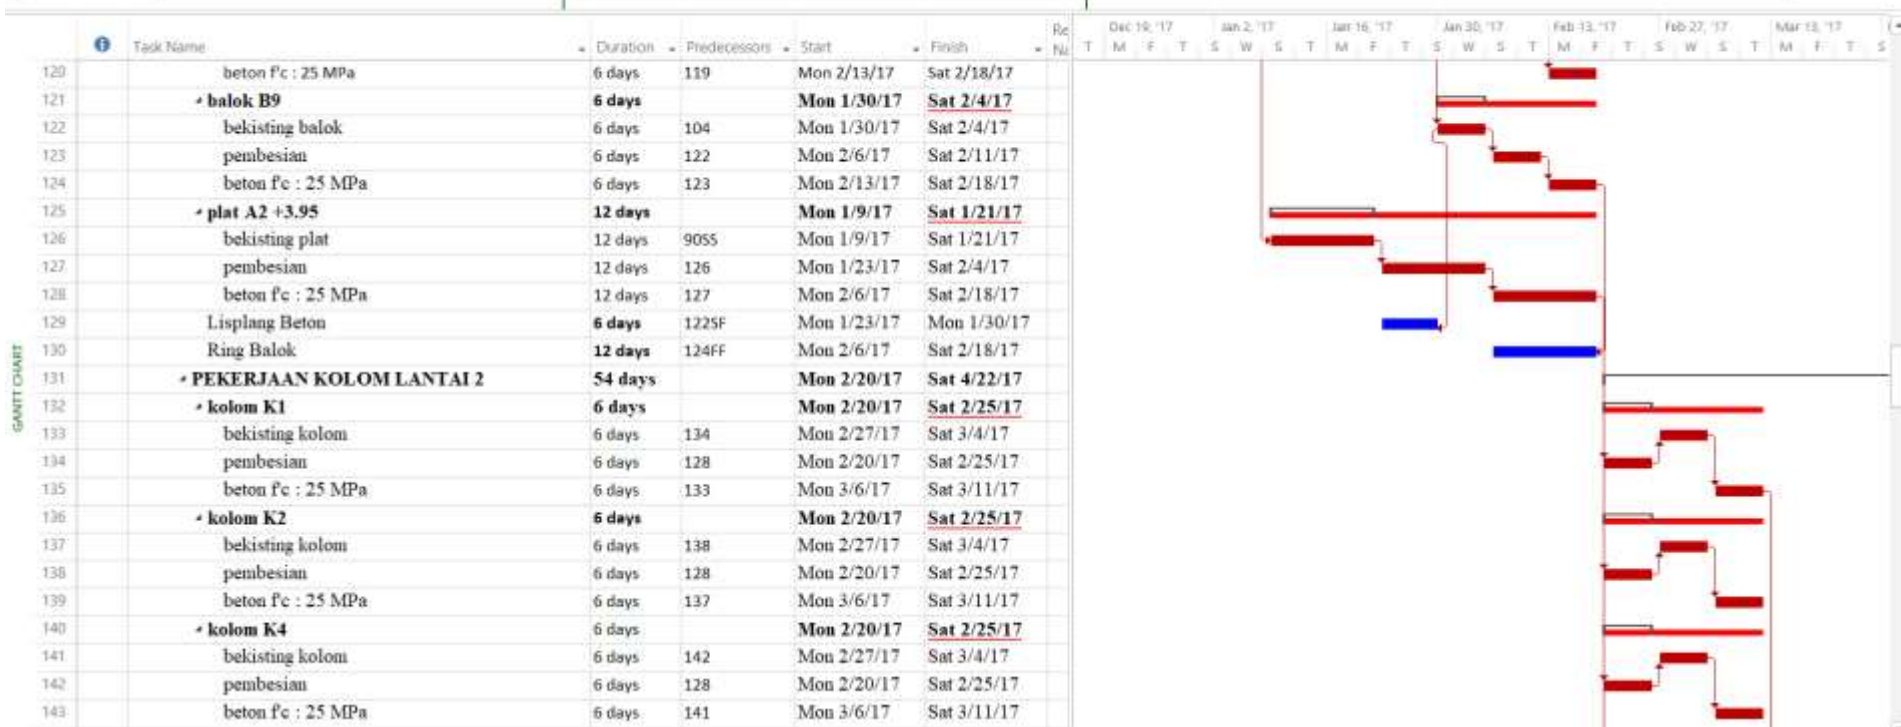 Task Name Duration Predecessors Start Finish Re Na
Dec 19, '17 Jan 2, '17 Jan 16, '17 Jan 30, '17 Feb 13, '17 Feb 27, '17 Mar 13, '17
T M F T S W S T M F T S W S T M F T S W S T M F T S
120 beton f'c : 25 MPa 6 days 119 Mon 2/13/17 Sat 2/18/17
121 balok B9 6 days Mon 1/30/17 Sat 2/4/17
122 bekisting balok 6 days 104 Mon 1/30/17 Sat 2/4/17
123 pembesian 6 days 122 Mon 2/6/17 Sat 2/11/17
124 beton f'c : 25 MPa 6 days 123 Mon 2/13/17 Sat 2/18/17
125 plat A2 +3.95 12 days Mon 1/9/17 Sat 1/21/17
126 bekisting plat 12 days 90SS Mon 1/9/17 Sat 1/21/17
127 pembesian 12 days 126 Mon 1/23/17 Sat 2/4/17
128 beton f'c : 25 MPa 12 days 127 Mon 2/6/17 Sat 2/18/17
129 Lisplang Beton 6 days 122SF Mon 1/23/17 Mon 1/30/17
130 Ring Balok 12 days 124FF Mon 2/6/17 Sat 2/18/17
GANTT CHART
131 PEKERJAAN KOLOM LANTAI 2 54 days Mon 2/20/17 Sat 4/22/17
132 kolom K1 6 days Mon 2/20/17 Sat 2/25/17
133 bekisting kolom 6 days 134 Mon 2/27/17 Sat 3/4/17
134 pembesian 6 days 128 Mon 2/20/17 Sat 2/25/17
135 beton f'c : 25 MPa 6 days 133 Mon 3/6/17 Sat 3/11/17
136 kolom K2 6 days Mon 2/20/17 Sat 2/25/17
137 bekisting kolom 6 days 138 Mon 2/27/17 Sat 3/4/17
138 pembesian 6 days 128 Mon 2/20/17 Sat 2/25/17
139 beton f'c : 25 MPa 6 days 137 Mon 3/6/17 Sat 3/11/17
140 kolom K4 6 days Mon 2/20/17 Sat 2/25/17
141 bekisting kolom 6 days 142 Mon 2/27/17 Sat 3/4/17
142 pembesian 6 days 128 Mon 2/20/17 Sat 2/25/17
143 beton f'c : 25 MPa 6 days 141 Mon 3/6/17 Sat 3/11/17